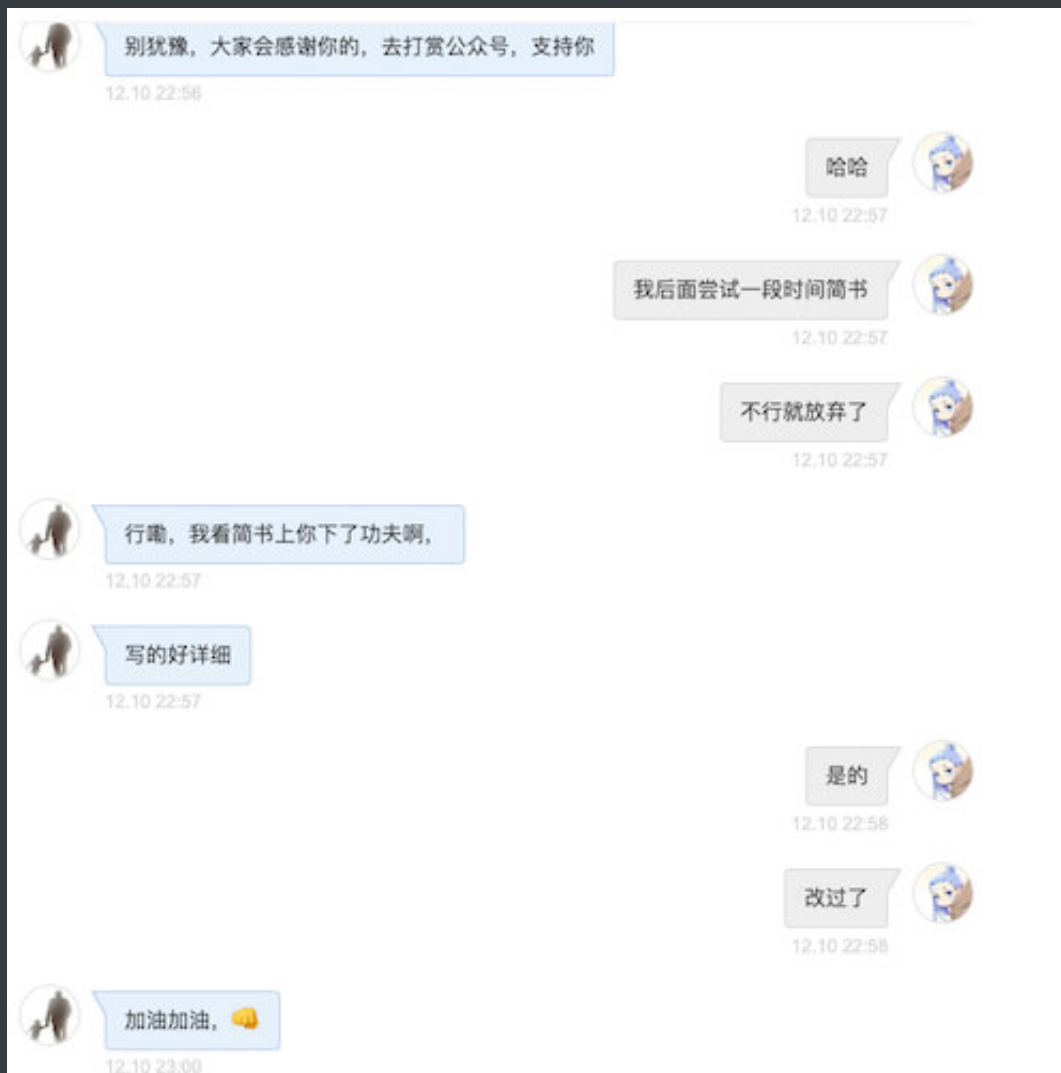 别犹豫，大家会感谢你的，去打赏公众号，支持你
12.10 22:56
哈哈
12.10 22:57
我后面尝试一段时间简书
12.10 22:57
不行就放弃了
12.10 22:57
行嘞，我看简书上你下了功夫啊，
12.10 22:57
写的好详细
12.10 22:57
是的
12.10 22:58
改过了
12.10 22:58
加油加油，👊
12.10 23:00